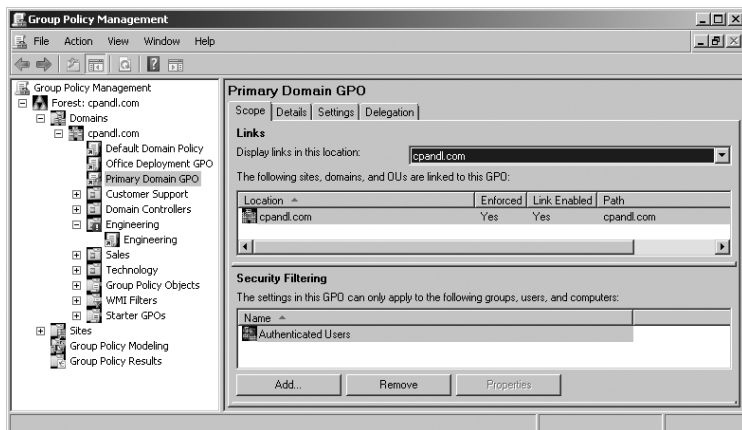 Group Policy Management
File Action View Window Help
Group Policy Management
Forest: cpandl.com
Domains
cpandl.com
Default Domain Policy
Office Deployment GPO
Primary Domain GPO
Customer Support
Domain Controllers
Engineering
Engineering
Sales
Technology
Group Policy Objects
WMI Filters
Starter GPOs
Sites
Group Policy Modeling
Group Policy Results
Primary Domain GPO
Scope Details Settings Delegation
Links
Display links in this location: cpandl.com
The following sites, domains, and OUs are linked to this GPO:
Location Enforced Link Enabled Path
cpandl.com Yes Yes cpandl.com
Security Filtering
The settings in this GPO can only apply to the following groups, users, and computers:
Name
Authenticated Users
Add... Remove Properties